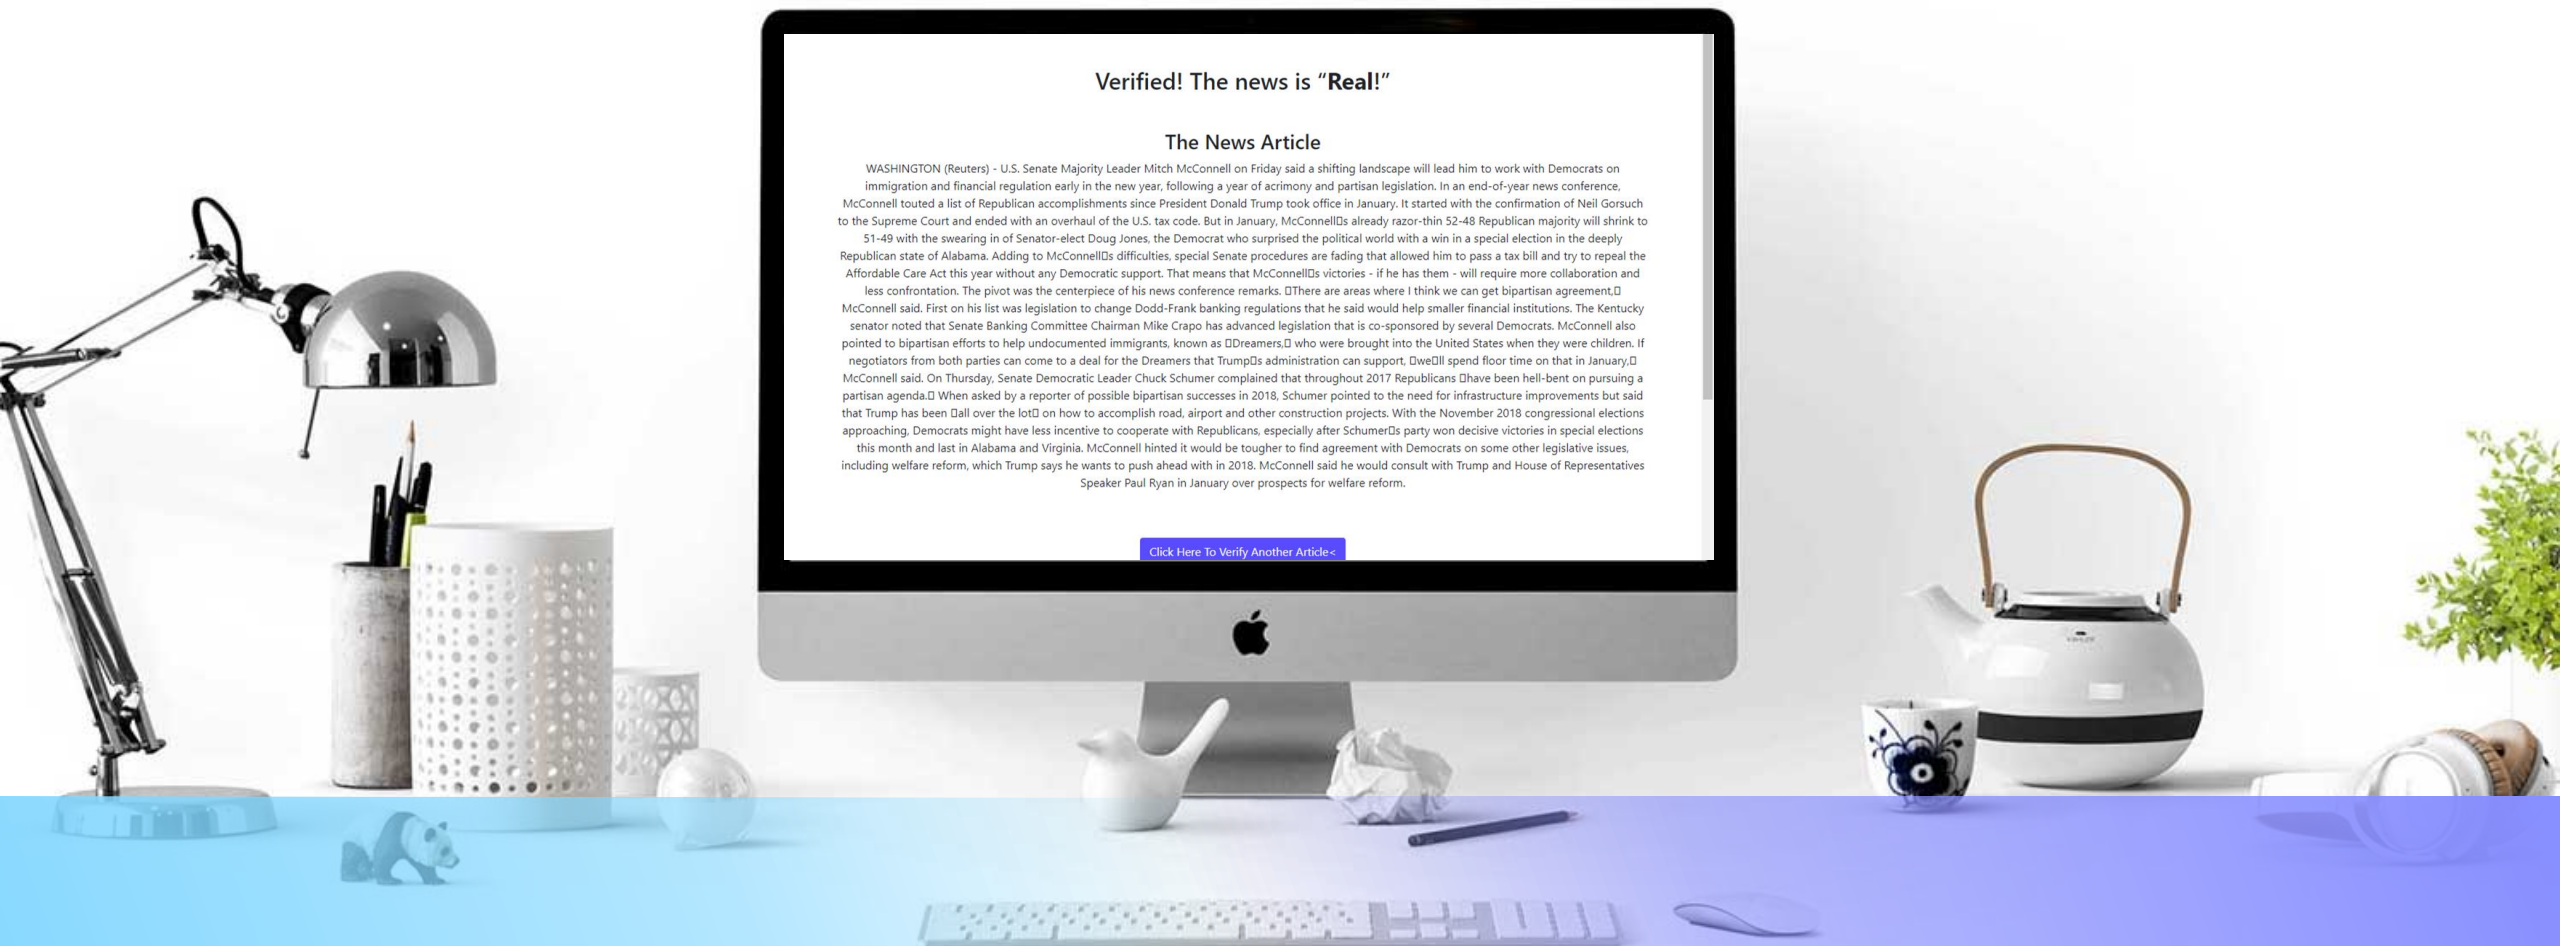 Verified! The news is “Real!”
The News Article
WASHINGTON (Reuters) - U.S. Senate Majority Leader Mitch McConnell on Friday said a shifting landscape will lead him to work with Democrats on
immigration and financial regulation early in the new year, following a year of acrimony and partisan legislation. In an end-of-year news conference,
McConnell touted a list of Republican accomplishments since President Donald Trump took office in January. It started with the confirmation of Neil Gorsuch
to the Supreme Court and ended with an overhaul of the U.S. tax code. But in January, McConnell▯s already razor-thin 52-48 Republican majority will shrink to
51-49 with the swearing in of Senator-elect Doug Jones, the Democrat who surprised the political world with a win in a special election in the deeply
Republican state of Alabama. Adding to McConnell▯s difficulties, special Senate procedures are fading that allowed him to pass a tax bill and try to repeal the
Affordable Care Act this year without any Democratic support. That means that McConnell▯s victories - if he has them - will require more collaboration and
less confrontation. The pivot was the centerpiece of his news conference remarks. ▯There are areas where I think we can get bipartisan agreement,▯
McConnell said. First on his list was legislation to change Dodd-Frank banking regulations that he said would help smaller financial institutions. The Kentucky
senator noted that Senate Banking Committee Chairman Mike Crapo has advanced legislation that is co-sponsored by several Democrats. McConnell also
pointed to bipartisan efforts to help undocumented immigrants, known as ▯Dreamers,▯ who were brought into the United States when they were children. If
negotiators from both parties can come to a deal for the Dreamers that Trump▯s administration can support, ▯we▯ll spend floor time on that in January,▯
McConnell said. On Thursday, Senate Democratic Leader Chuck Schumer complained that throughout 2017 Republicans ▯have been hell-bent on pursuing a
partisan agenda.▯ When asked by a reporter of possible bipartisan successes in 2018, Schumer pointed to the need for infrastructure improvements but said
that Trump has been ▯all over the lot▯ on how to accomplish road, airport and other construction projects. With the November 2018 congressional elections
approaching, Democrats might have less incentive to cooperate with Republicans, especially after Schumer▯s party won decisive victories in special elections
this month and last in Alabama and Virginia. McConnell hinted it would be tougher to find agreement with Democrats on some other legislative issues,
including welfare reform, which Trump says he wants to push ahead with in 2018. McConnell said he would consult with Trump and House of Representatives
Speaker Paul Ryan in January over prospects for welfare reform.
Click Here To Verify Another Article<